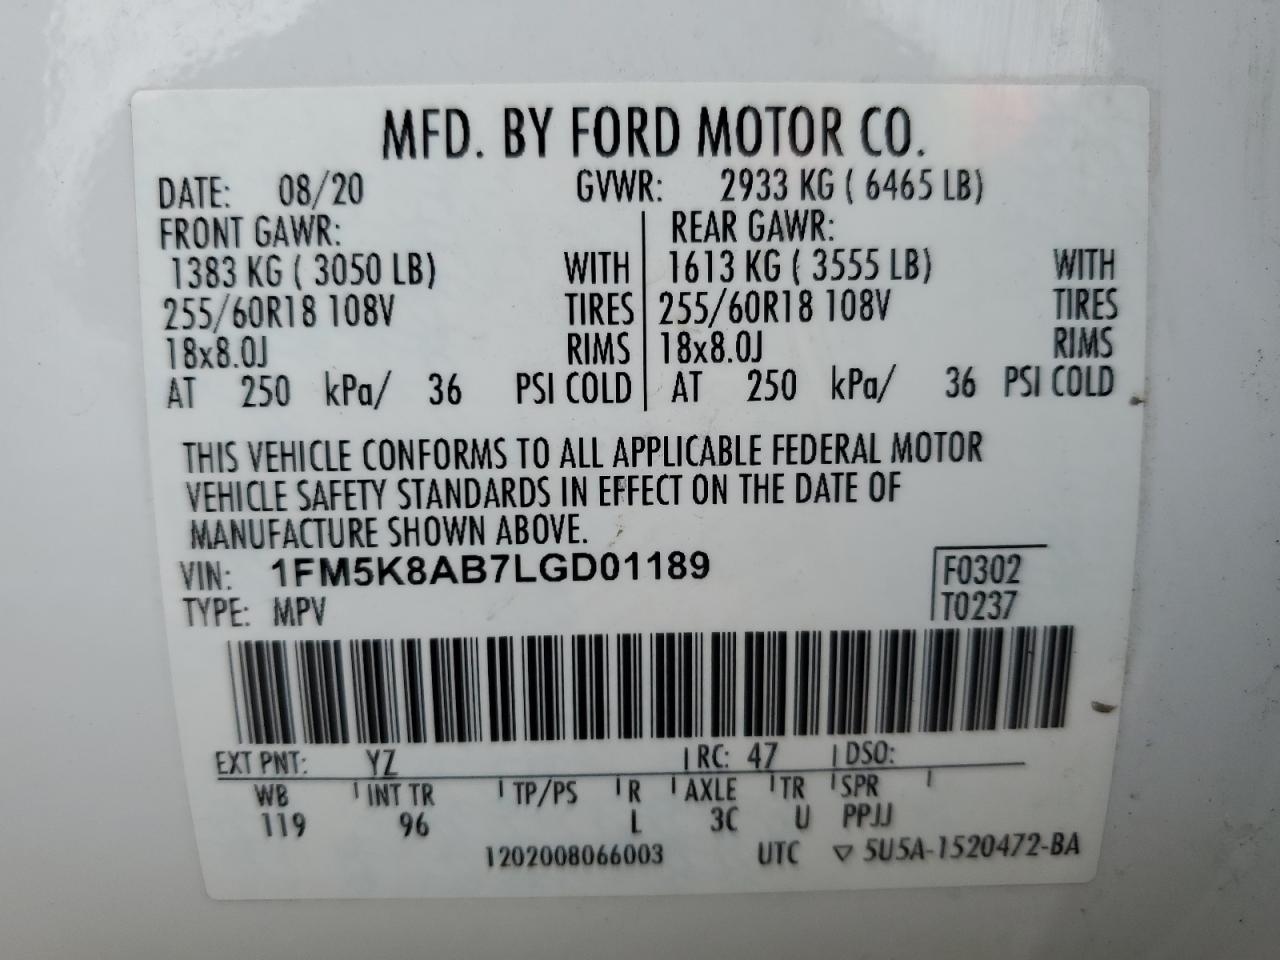 MFD. BY FORD MOTOR CO.
DATE: 08/20 GVWR: 2933 KG ( 6465 LB)
FRONT GAWR: REAR GAWR:
1383 KG ( 3050 LB) WITH 1613 KG ( 3555 LB) WITH
255/60R18 108V TIRES 255/60R18 108V TIRES
18x8.0J RIMS 18x8.0J RIMS
AT 250 kPa/ 36 PSI COLD AT 250 kPa/ 36 PSI COLD
THIS VEHICLE CONFORMS TO ALL APPLICABLE FEDERAL MOTOR
VEHICLE SAFETY STANDARDS IN EFFECT ON THE DATE OF
MANUFACTURE SHOWN ABOVE.
VIN: 1FM5K8AB7LGD01189 F0302
TYPE: MPV T0237
EXT PNT: YZ RC: 47 DSO:
WB INT TR TP/PS R AXLE TR SPR
119 96 L 3C U PPJJ
1202008066003 UTC ▽ 5U5A-1520472-BA